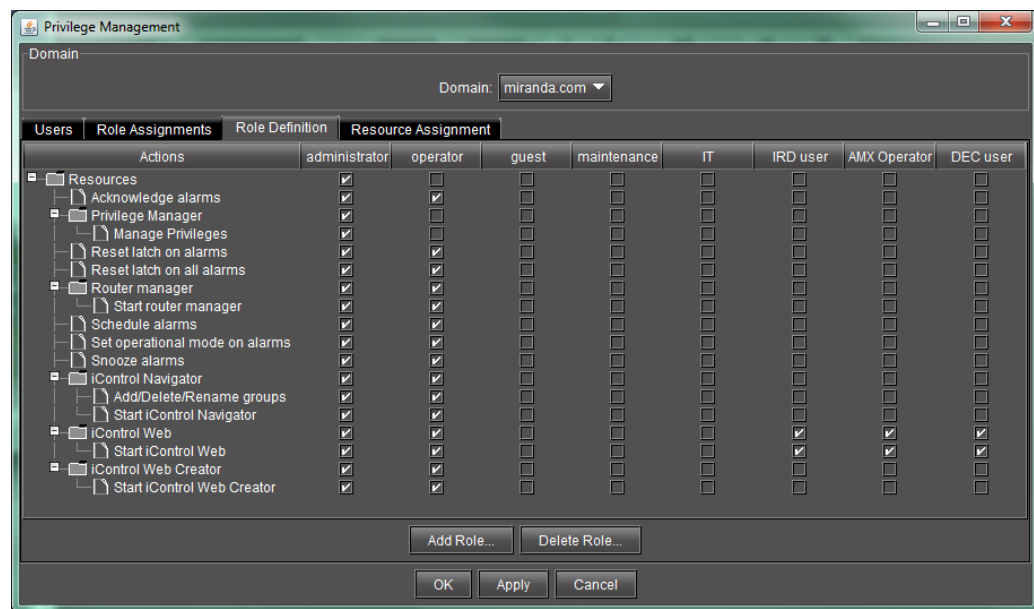 Privilege Management
Domain
Domain: miranda.com
Users Role Assignments Role Definition Resource Assignment
Actions administrator operator guest maintenance IT IRD user AMX Operator DEC user
Resources
Acknowledge alarms
Privilege Manager
Manage Privileges
Reset latch on alarms
Reset latch on all alarms
Router manager
Start router manager
Schedule alarms
Set operational mode on alarms
Snooze alarms
iControl Navigator
Add/Delete/Rename groups
Start iControl Navigator
iControl Web
Start iControl Web
iControl Web Creator
Start iControl Web Creator
Add Role... Delete Role...
OK Apply Cancel